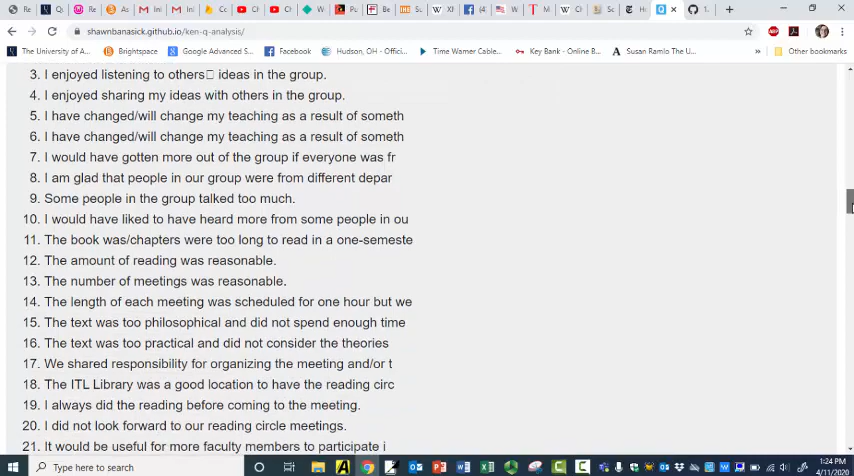 shawnbanasick.github.io/ken-q-analysis/
The University of A...
Brightspace
Google Advanced S...
Facebook
Hudson, OH - Offici...
Time Warner Cable...
Key Bank - Online B...
Susan Ramlo The U...
»
Other bookmarks
3. I enjoyed listening to others□ ideas in the group.
4. I enjoyed sharing my ideas with others in the group.
5. I have changed/will change my teaching as a result of someth
6. I have changed/will change my teaching as a result of someth
7. I would have gotten more out of the group if everyone was fr
8. I am glad that people in our group were from different depar
9. Some people in the group talked too much.
10. I would have liked to have heard more from some people in ou
11. The book was/chapters were too long to read in a one-semeste
12. The amount of reading was reasonable.
13. The number of meetings was reasonable.
14. The length of each meeting was scheduled for one hour but we
15. The text was too philosophical and did not spend enough time
16. The text was too practical and did not consider the theories
17. We shared responsibility for organizing the meeting and/or t
18. The ITL Library was a good location to have the reading circ
19. I always did the reading before coming to the meeting.
20. I did not look forward to our reading circle meetings.
21. It would be useful for more faculty members to participate i
Type here to search
1:24 PM
4/11/2020